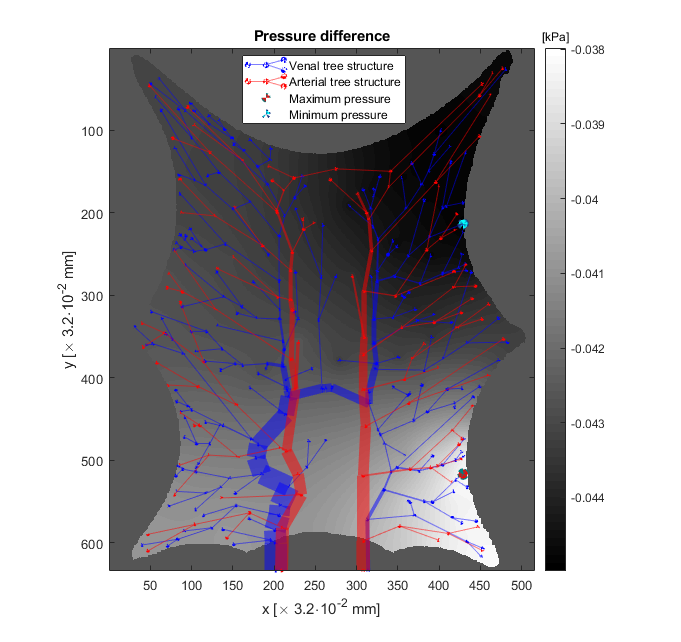 Pressure difference
[kPa]
Venal tree structure
Arterial tree structure
Maximum pressure
Minimum pressure
-0.038
-0.039
-0.04
-0.041
-0.042
-0.043
-0.044
100
200
300
400
500
600
y [× 3.2·10⁻² mm]
50 100 150 200 250 300 350 400 450 500
x [× 3.2·10⁻² mm]